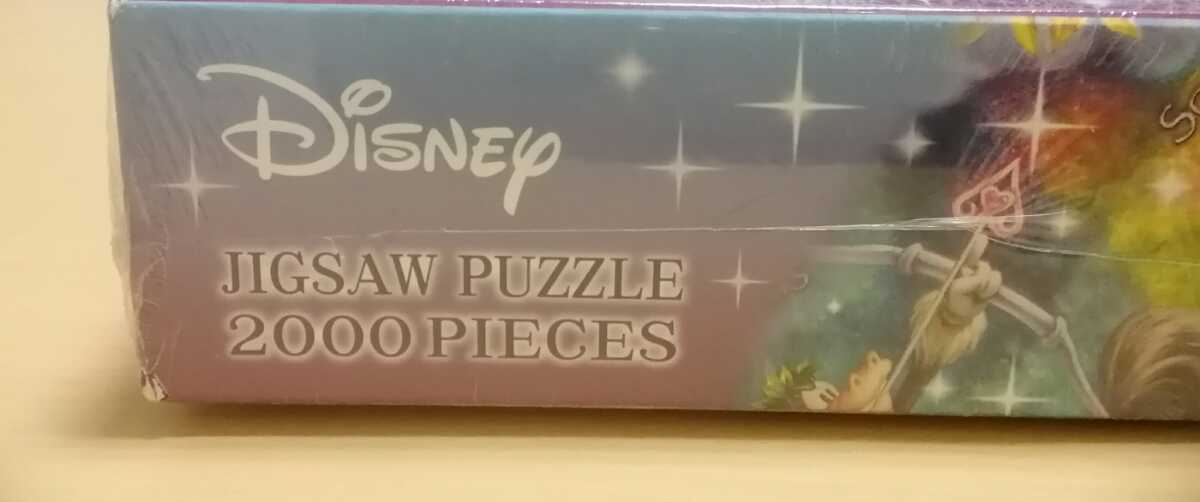 Disney
JIGSAW PUZZLE
2000 PIECES